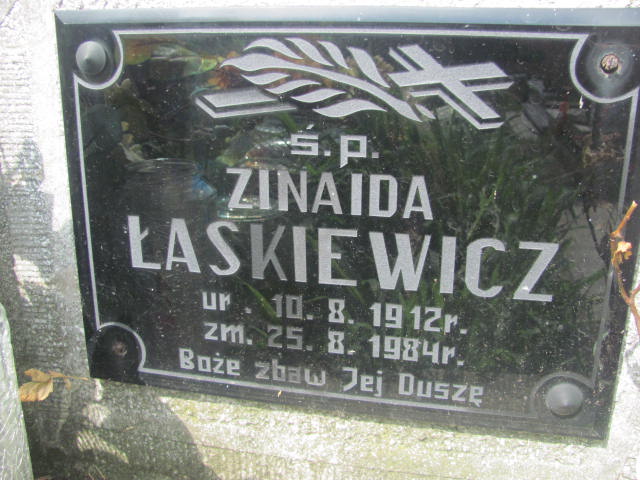 ś.p.
ZINAIDA
ŁASKIEWICZ
ur. 10. 8. 1912r.
zm. 25. 8. 1984r.
Boże zbaw Jej Duszę